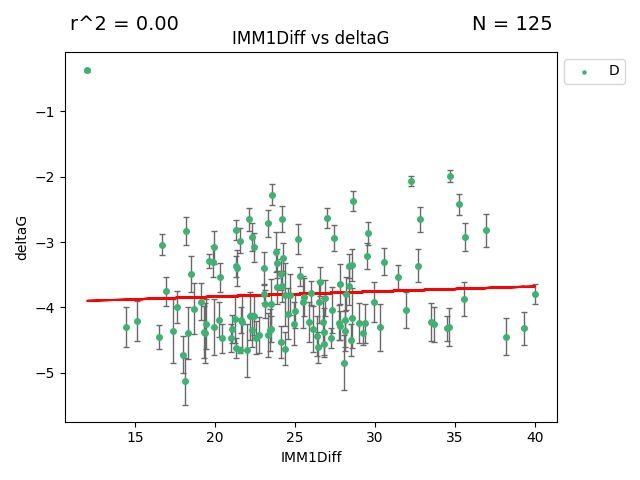 r^2 = 0.00 N = 125
IMM1Diff vs deltaG
D
−1
−2
−3
−4
−5
deltaG
15 20 25 30 35 40
IMM1Diff